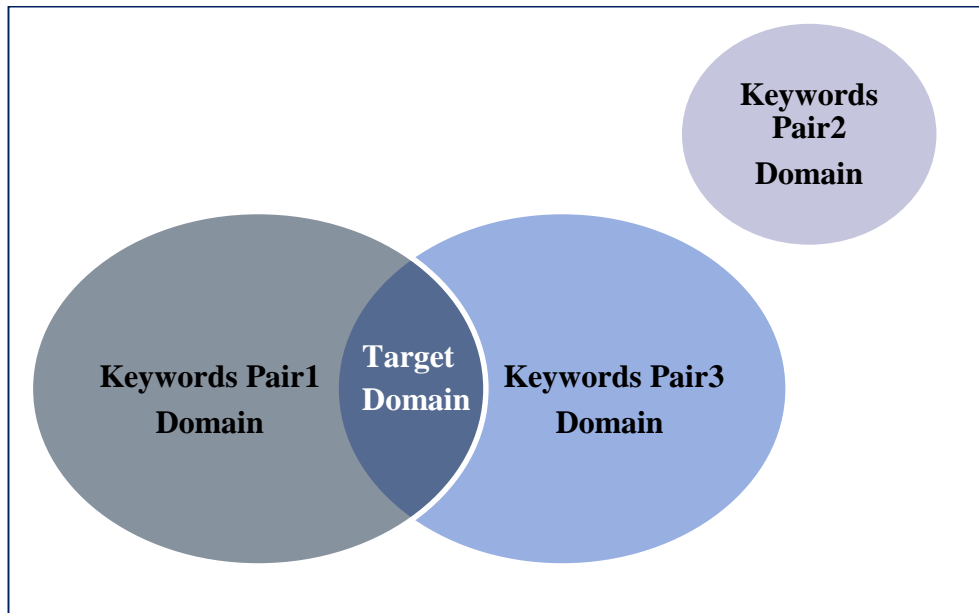 Keywords
Pair2
Domain
Keywords Pair1
Domain
Target
Domain
Keywords Pair3
Domain